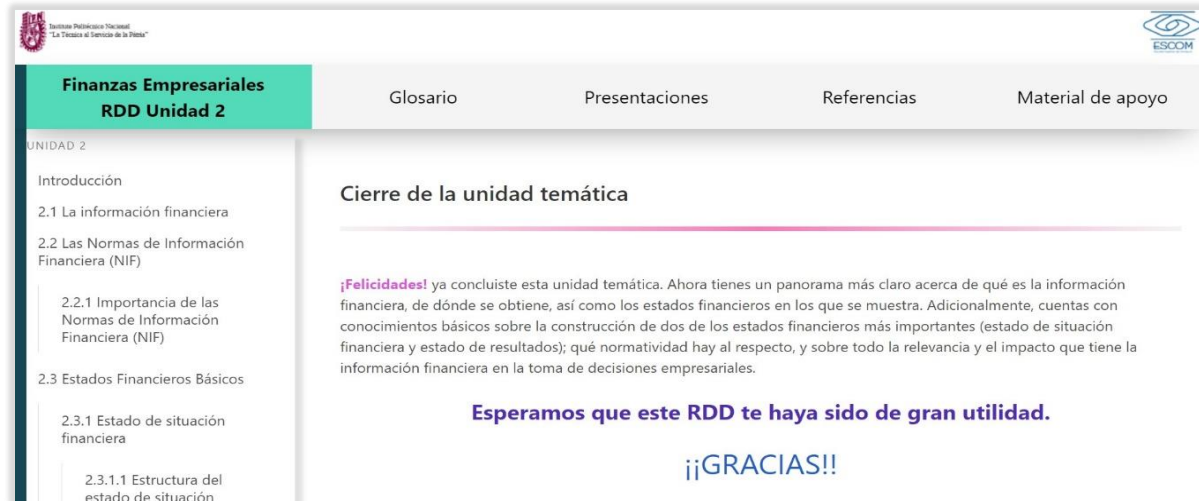 Instituto Politécnico Nacional
"La Técnica al Servicio de la Patria"
ESCOM
Finanzas Empresariales
RDD Unidad 2
Glosario
Presentaciones
Referencias
Material de apoyo
UNIDAD 2
Introducción
2.1 La información financiera
2.2 Las Normas de Información
Financiera (NIF)
2.2.1 Importancia de las
Normas de Información
Financiera (NIF)
2.3 Estados Financieros Básicos
2.3.1 Estado de situación
financiera
2.3.1.1 Estructura del
estado de situación
Cierre de la unidad temática
¡Felicidades! ya concluiste esta unidad temática. Ahora tienes un panorama más claro acerca de qué es la información
financiera, de dónde se obtiene, así como los estados financieros en los que se muestra. Adicionalmente, cuentas con
conocimientos básicos sobre la construcción de dos de los estados financieros más importantes (estado de situación
financiera y estado de resultados); qué normatividad hay al respecto, y sobre todo la relevancia y el impacto que tiene la
información financiera en la toma de decisiones empresariales.
Esperamos que este RDD te haya sido de gran utilidad.
¡¡GRACIAS!!